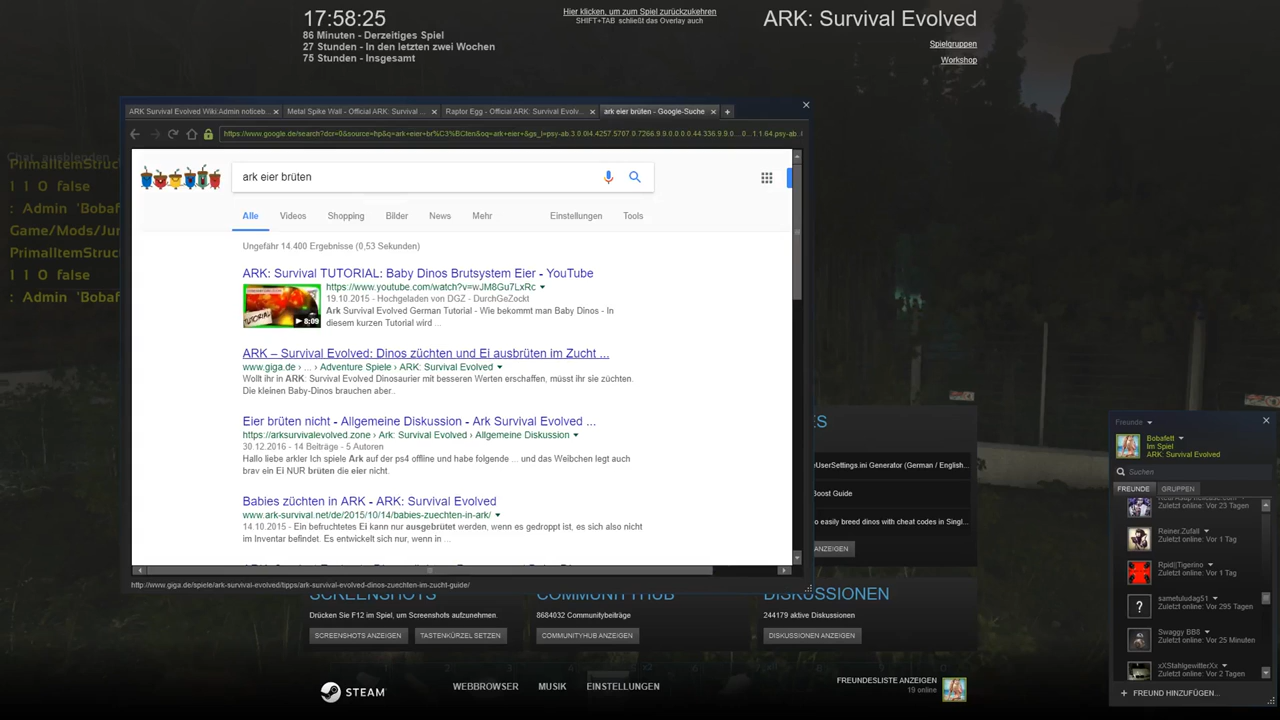 17:58:25
86 Minuten - Derzeitiges Spiel
27 Stunden - In den letzten zwei Wochen
75 Stunden - Insgesamt
Hier klicken, um zum Spiel zurückzukehren
SHIFT+TAB schließt das Overlay auch
ARK: Survival Evolved
Spielgruppen
Workshop
ARK Survival Evolved Wiki:Admin noticeb...
Metal Spike Wall - Official ARK: Survival ...
Raptor Egg - Official ARK: Survival Evolv...
ark eier brüten - Google-Suche
PrimalItemStruc
1 1 0 false
: Admin 'Bobaf
Game/Mods/Jur
PrimalItemStruc
1 1 0 false
: Admin 'Bobaf
ark eier brüten
Alle
Videos
Shopping
Bilder
News
Mehr
Einstellungen
Tools
Ungefähr 14.400 Ergebnisse (0,53 Sekunden)
ARK: Survival TUTORIAL: Baby Dinos Brutsystem Eier - YouTube
https://www.youtube.com/watch?v=wJM8Gu7LxRc
19.10.2015 - Hochgeladen von DGZ - DurchGeZockt
Ark Survival Evolved German Tutorial - Wie bekommt man Baby Dinos - In
diesem kurzen Tutorial wird ...
TUTORIAL
8:09
ARK – Survival Evolved: Dinos züchten und Ei ausbrüten im Zucht ...
www.giga.de › ... › Adventure Spiele › ARK: Survival Evolved
Wollt ihr in ARK: Survival Evolved Dinosaurier mit besseren Werten erschaffen, müsst ihr sie züchten.
Die kleinen Baby-Dinos brauchen aber..
Eier brüten nicht - Allgemeine Diskussion - Ark Survival Evolved ...
https://arksurvivalevolved.zone › Ark: Survival Evolved › Allgemeine Diskussion
30.12.2016 - 14 Beiträge - 5 Autoren
Hallo liebe arkler Ich spiele Ark auf der ps4 offline und habe folgende ... und das Weibchen legt auch
brav ein Ei NUR brüten die eier nicht.
Babies züchten in ARK - ARK: Survival Evolved
www.ark-survival.net/de/2015/10/14/babies-zuechten-in-ark/
14.10.2015 - Ein befruchtetes Ei kann nur ausgebrütet werden, wenn es gedroppt ist, es sich also nicht
im Inventar befindet. Es entwickelt sich nur, wenn in ...
http://www.giga.de/spiele/ark-survival-evolved/tipps/ark-survival-evolved-dinos-zuechten-im-zucht-guide/
ES
UserSettings.ini Generator (German / English...
Boost Guide
o easily breed dinos with cheat codes in Singl...
ANZEIGEN
SCREENSHOTS
Drücken Sie F12 im Spiel, um Screenshots aufzunehmen.
SCREENSHOTS ANZEIGEN
TASTENKÜRZEL SETZEN
COMMUNITYHUB
8684032 Communitybeiträge
COMMUNITYHUB ANZEIGEN
DISKUSSIONEN
244179 aktive Diskussionen
DISKUSSIONEN ANZEIGEN
Freunde
Bobafett
Im Spiel
ARK: Survival Evolved
Suchen
FREUNDE
GRUPPEN
Zuletzt online: Vor 23 Tagen
Reiner.Zufall
Zuletzt online: Vor 1 Tag
Rpid||Tigerino
Zuletzt online: Vor 1 Tag
sametuludag51
Zuletzt online: Vor 295 Tagen
Swaggy BB8
Zuletzt online: Vor 25 Minuten
xXStahlgewitterXx
Zuletzt online: Vor 2 Tagen
+ FREUND HINZUFÜGEN...
STEAM
WEBBROWSER
MUSIK
EINSTELLUNGEN
FREUNDESLISTE ANZEIGEN
19 online